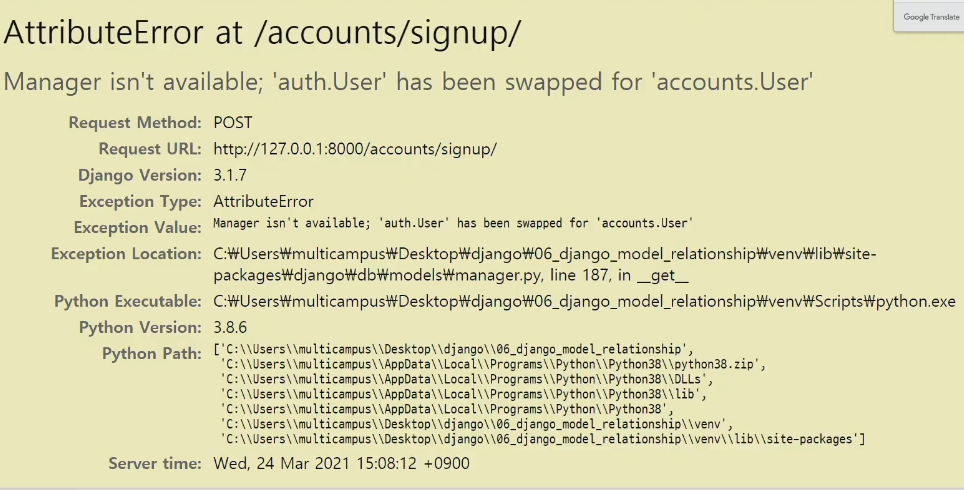 Google Translate
AttributeError at /accounts/signup/
Manager isn't available; 'auth.User' has been swapped for 'accounts.User'
Request Method: POST
Request URL: http://127.0.0.1:8000/accounts/signup/
Django Version: 3.1.7
Exception Type: AttributeError
Exception Value: Manager isn't available; 'auth.User' has been swapped for 'accounts.User'
Exception Location: C:₩Users₩multicampus₩Desktop₩django₩06_django_model_relationship₩venv₩lib₩site-
packages₩django₩db₩models₩manager.py, line 187, in __get__
Python Executable: C:₩Users₩multicampus₩Desktop₩django₩06_django_model_relationship₩venv₩Scripts₩python.exe
Python Version: 3.8.6
Python Path: ['C:\\Users\\multicampus\\Desktop\\django\\06_django_model_relationship',
'C:\\Users\\multicampus\\AppData\\Local\\Programs\\Python\\Python38\\python38.zip',
'C:\\Users\\multicampus\\AppData\\Local\\Programs\\Python\\Python38\\DLLs',
'C:\\Users\\multicampus\\AppData\\Local\\Programs\\Python\\Python38\\lib',
'C:\\Users\\multicampus\\AppData\\Local\\Programs\\Python\\Python38',
'C:\\Users\\multicampus\\Desktop\\django\\06_django_model_relationship\\venv',
'C:\\Users\\multicampus\\Desktop\\django\\06_django_model_relationship\\venv\\lib\\site-packages']
Server time: Wed, 24 Mar 2021 15:08:12 +0900